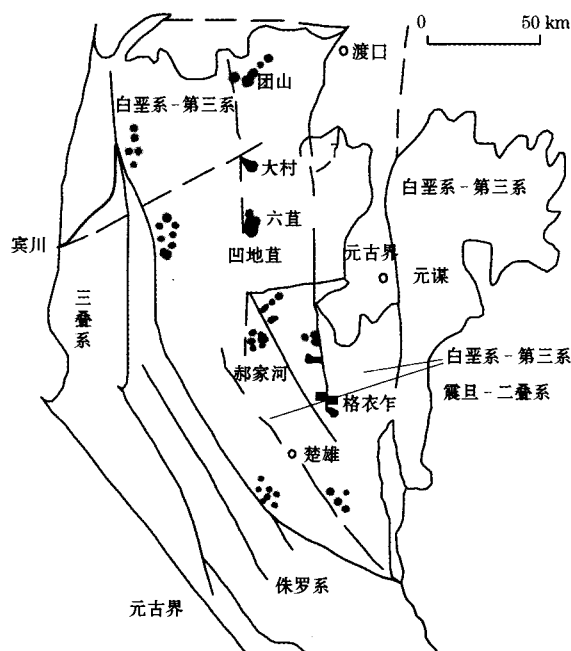 0 50 km
渡口
团山
白垩系-第三系
大村
白垩系-第三系
六苴
宾川
凹地苴
元古界
元谋
三叠系
白垩系-第三系
郝家河
震旦-二叠系
格衣乍
楚雄
侏罗系
元古界